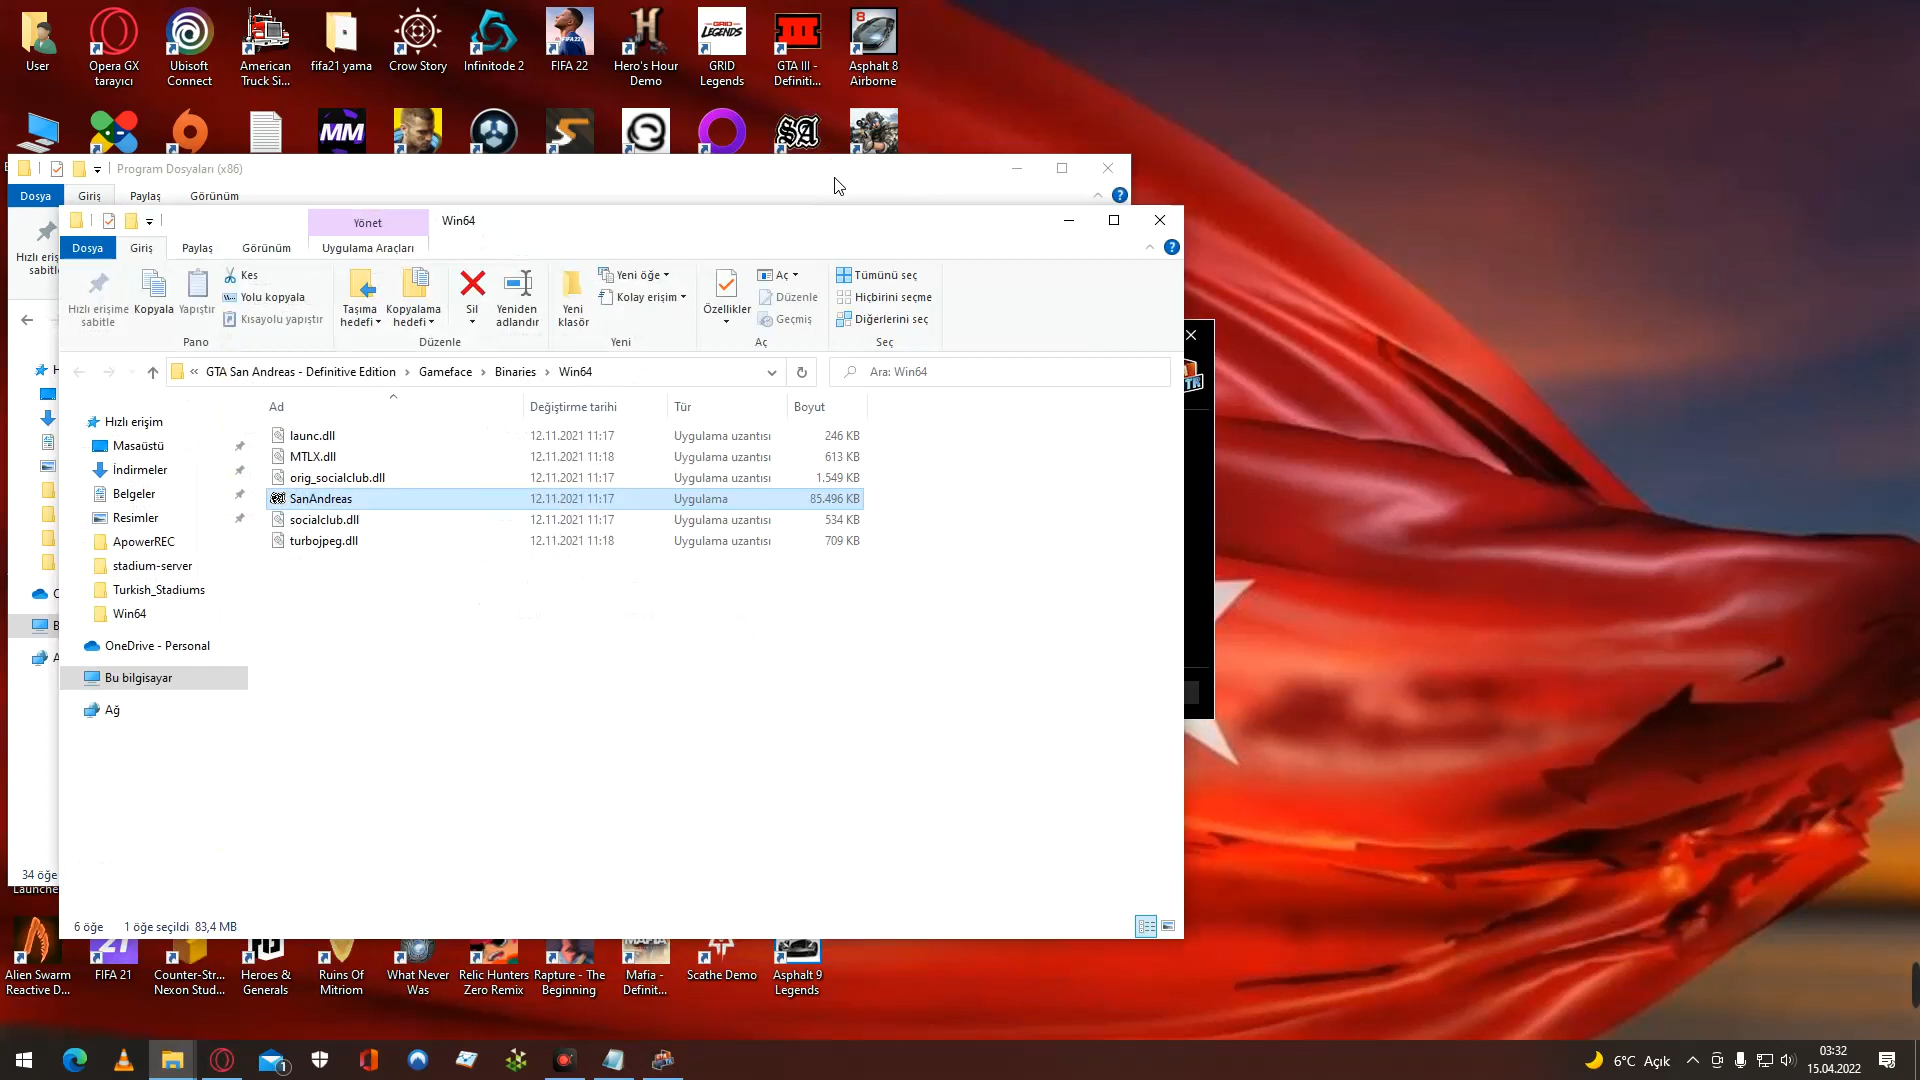 User
Opera GX
tarayıcı
Ubisoft
Connect
American
Truck Si...
fifa21 yama
Crow Story
Infinitode 2
FIFA 22
Hero's Hour
Demo
GRID
Legends
GTA III -
Definiti...
Asphalt 8
Airborne
Program Dosyaları (x86)
Dosya
Giriş
Paylaş
Görünüm
Yönet
Win64
Dosya
Giriş
Paylaş
Görünüm
Uygulama Araçları
Hızlı eriş
sabitle
Hızlı erişime
sabitle
Kopyala
Yapıştır
Kes
Yolu kopyala
Kısayolu yapıştır
Pano
Taşıma
hedefi
Kopyalama
hedefi
Sil
Yeniden
adlandır
Düzenle
Yeni
klasör
Yeni öğe
Kolay erişim
Yeni
Özellikler
Aç
Düzenle
Geçmiş
Aç
Tümünü seç
Hiçbirini seçme
Diğerlerini seç
Seç
« GTA San Andreas - Definitive Edition › Gameface › Binaries › Win64
Ara: Win64
Ad Değiştirme tarihi Tür Boyut
launc.dll 12.11.2021 11:17 Uygulama uzantısı 246 KB
MTLX.dll 12.11.2021 11:18 Uygulama uzantısı 613 KB
orig_socialclub.dll 12.11.2021 11:17 Uygulama uzantısı 1.549 KB
SanAndreas 12.11.2021 11:17 Uygulama 85.496 KB
socialclub.dll 12.11.2021 11:17 Uygulama uzantısı 534 KB
turbojpeg.dll 12.11.2021 11:18 Uygulama uzantısı 709 KB
Hızlı erişim
Masaüstü
İndirmeler
Belgeler
Resimler
ApowerREC
stadium-server
Turkish_Stadiums
Win64
OneDrive - Personal
Bu bilgisayar
Ağ
34 öğe
6 öğe 1 öğe seçildi 83,4 MB
Alien Swarm
Reactive D...
FIFA 21
Counter-Str...
Nexon Stud...
Heroes &
Generals
Ruins Of
Mitriom
What Never
Was
Relic Hunters
Zero Remix
Rapture - The
Beginning
Mafia -
Definit...
Scathe Demo
Asphalt 9
Legends
6°C Açık
03:32
15.04.2022